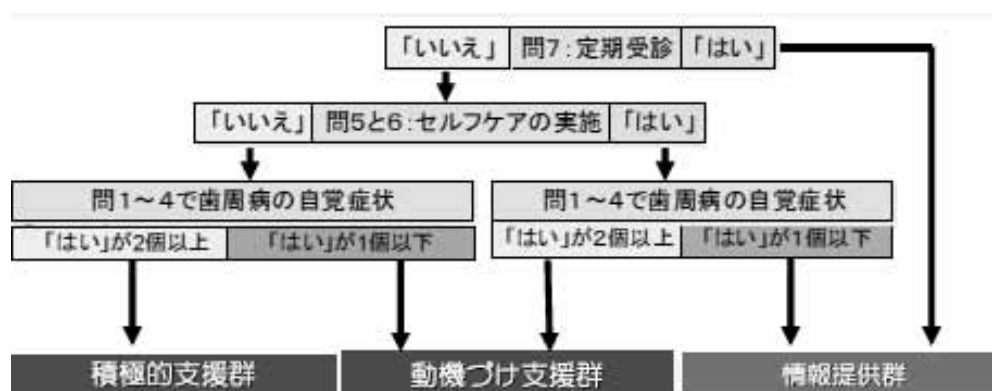 「いいえ」 問7:定期受診 「はい」
「いいえ」 問5と6:セルフケアの実施 「はい」
問1～4で歯周病の自覚症状 問1～4で歯周病の自覚症状
「はい」が2個以上 「はい」が1個以下 「はい」が2個以上 「はい」が1個以下
積極的支援群 動機づけ支援群 情報提供群